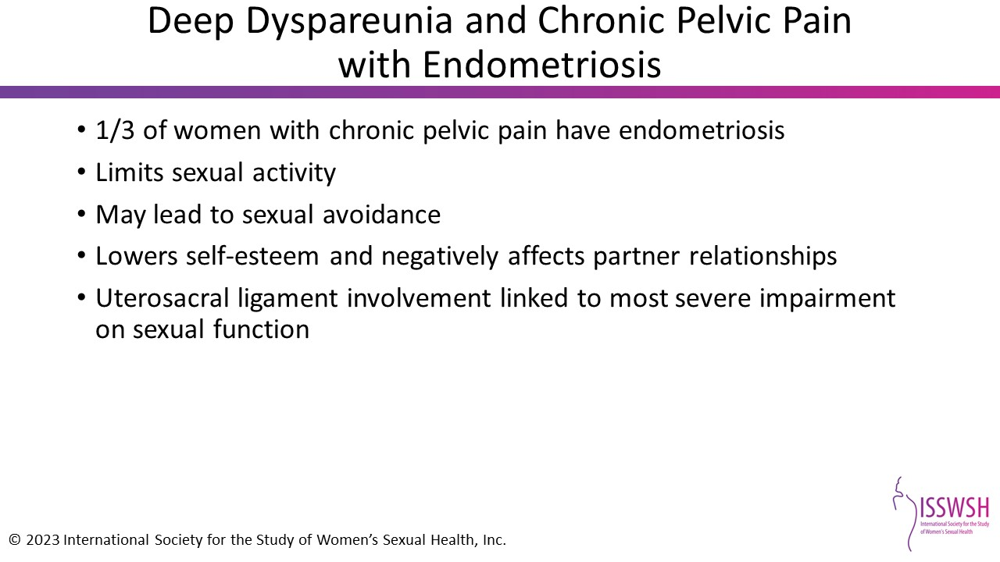 Deep Dyspareunia and Chronic Pelvic Pain
with Endometriosis
• 1/3 of women with chronic pelvic pain have endometriosis
• Limits sexual activity
• May lead to sexual avoidance
• Lowers self-esteem and negatively affects partner relationships
• Uterosacral ligament involvement linked to most severe impairment
on sexual function
ISSWSH
International Society for the Study
of Women's Sexual Health
© 2023 International Society for the Study of Women’s Sexual Health, Inc.